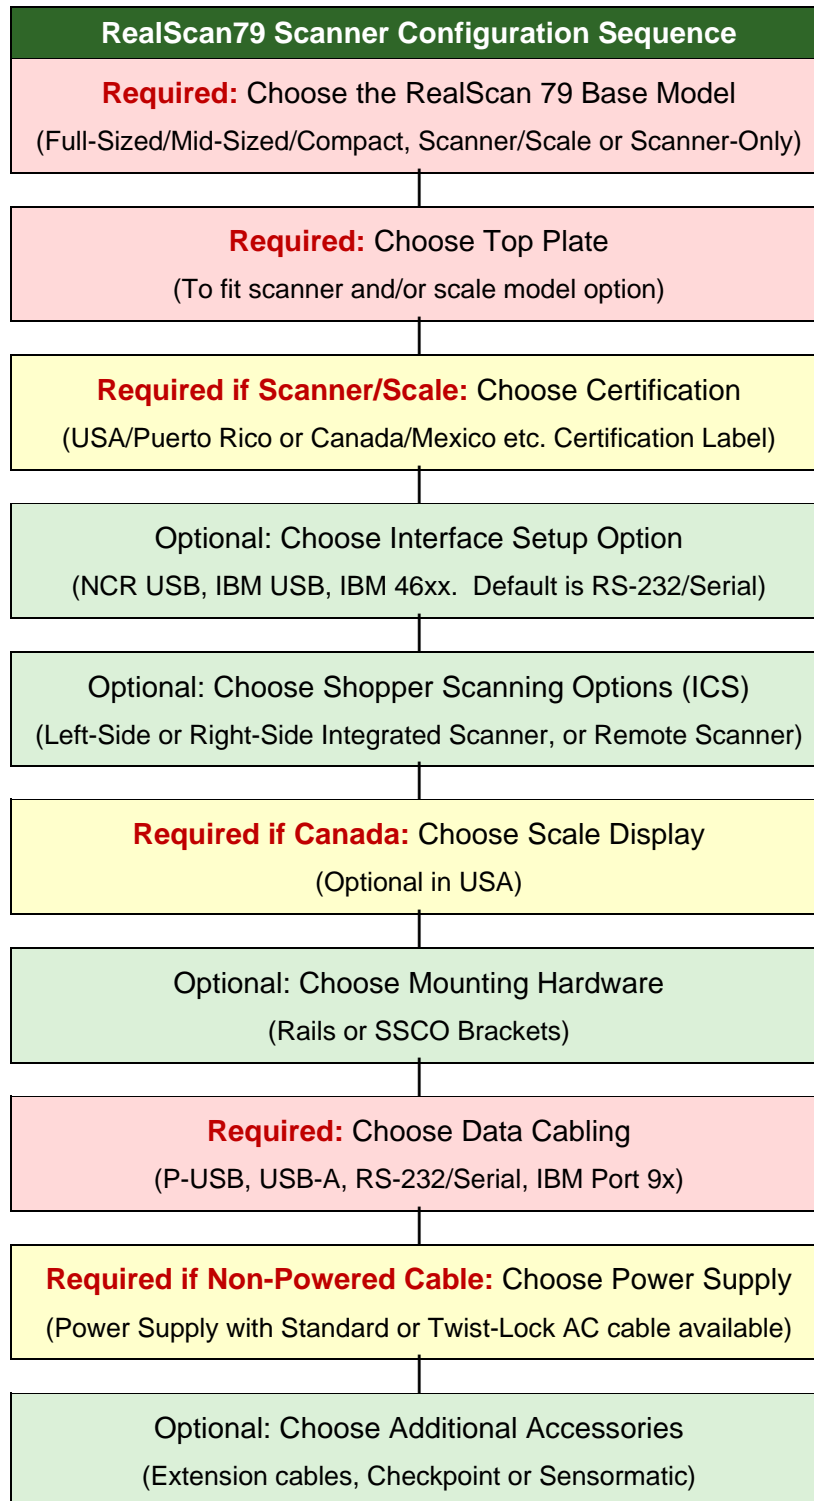 RealScan79 Scanner Configuration Sequence
Required: Choose the RealScan 79 Base Model
(Full-Sized/Mid-Sized/Compact, Scanner/Scale or Scanner-Only)
Required: Choose Top Plate
(To fit scanner and/or scale model option)
Required if Scanner/Scale: Choose Certification
(USA/Puerto Rico or Canada/Mexico etc. Certification Label)
Optional: Choose Interface Setup Option
(NCR USB, IBM USB, IBM 46xx.  Default is RS-232/Serial)
Optional: Choose Shopper Scanning Options (ICS)
(Left-Side or Right-Side Integrated Scanner, or Remote Scanner)
Required if Canada: Choose Scale Display
(Optional in USA)
Optional: Choose Mounting Hardware
(Rails or SSCO Brackets)
Required: Choose Data Cabling
(P-USB, USB-A, RS-232/Serial, IBM Port 9x)
Required if Non-Powered Cable: Choose Power Supply
(Power Supply with Standard or Twist-Lock AC cable available)
Optional: Choose Additional Accessories
(Extension cables, Checkpoint or Sensormatic)